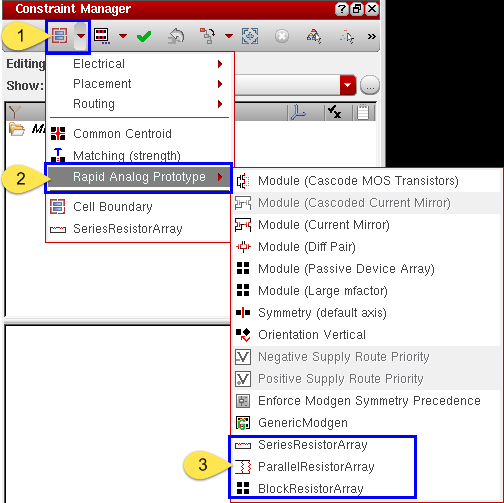 Constraint Manager
1
Editing
Electrical
Show:
Placement
Routing
Common Centroid
Matching (strength)
2
Rapid Analog Prototype
Cell Boundary
SeriesResistorArray
Module (Cascode MOS Transistors)
Module (Cascoded Current Mirror)
Module (Current Mirror)
Module (Diff Pair)
Module (Passive Device Array)
Module (Large mfactor)
Symmetry (default axis)
Orientation Vertical
Negative Supply Route Priority
Positive Supply Route Priority
Enforce Modgen Symmetry Precedence
GenericModgen
3
SeriesResistorArray
ParallelResistorArray
BlockResistorArray